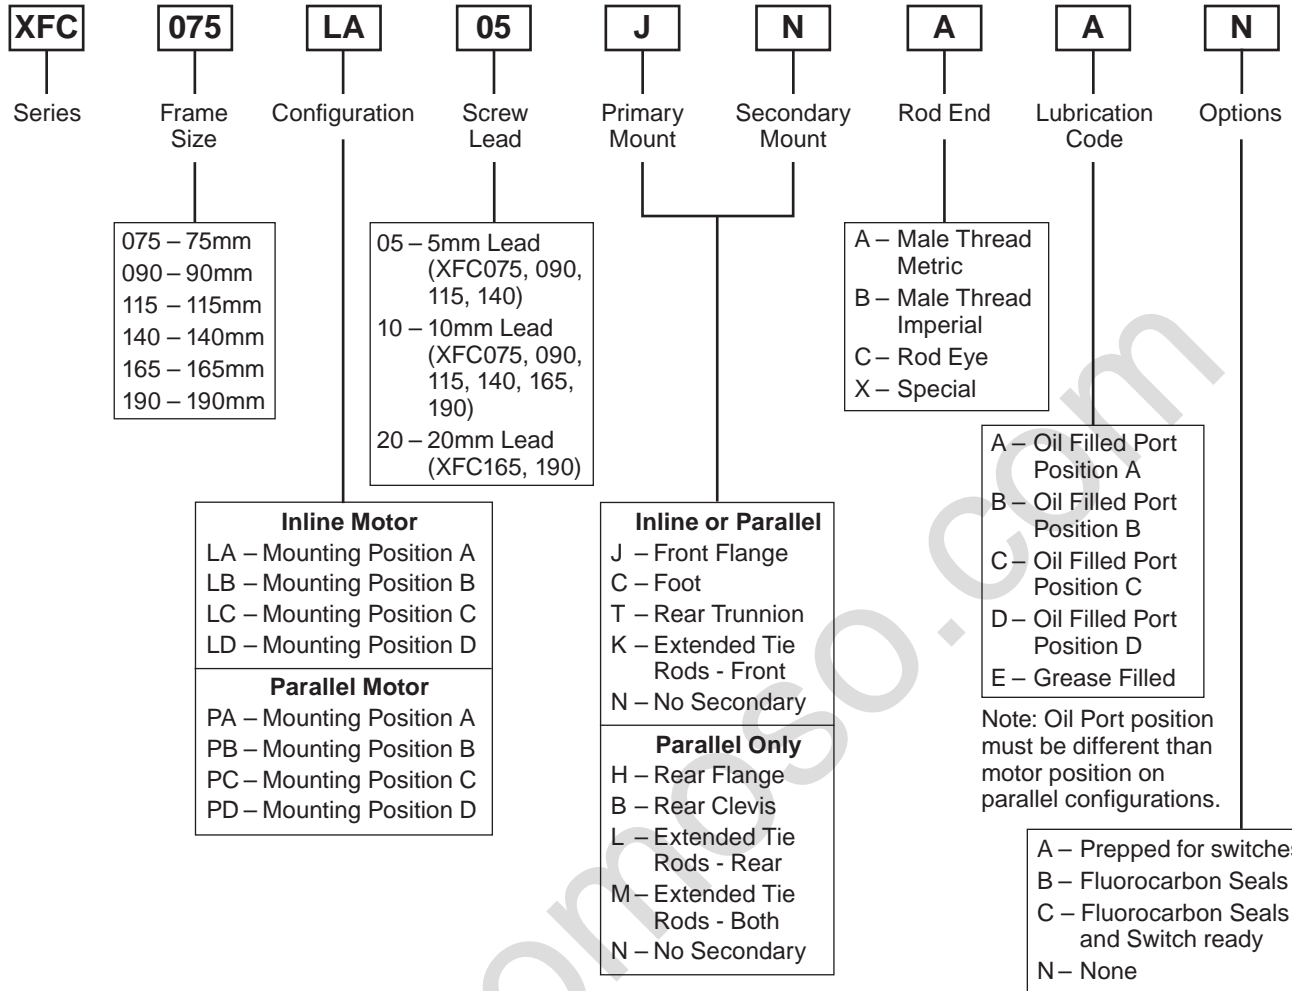 XFC 075 LA 05 J N A A N
Series Frame Configuration Screw Primary Secondary Rod End Lubrication Options
Size Lead Mount Mount Code
075 – 75mm
090 – 90mm
115 – 115mm
140 – 140mm
165 – 165mm
190 – 190mm
05 – 5mm Lead
(XFC075, 090,
115, 140)
10 – 10mm Lead
(XFC075, 090,
115, 140, 165,
190)
20 – 20mm Lead
(XFC165, 190)
A – Male Thread
Metric
B – Male Thread
Imperial
C – Rod Eye
X – Special
Inline Motor
LA – Mounting Position A
LB – Mounting Position B
LC – Mounting Position C
LD – Mounting Position D
Parallel Motor
PA – Mounting Position A
PB – Mounting Position B
PC – Mounting Position C
PD – Mounting Position D
Inline or Parallel
J – Front Flange
C – Foot
T – Rear Trunnion
K – Extended Tie
Rods - Front
N – No Secondary
Parallel Only
H – Rear Flange
B – Rear Clevis
L – Extended Tie
Rods - Rear
M – Extended Tie
Rods - Both
N – No Secondary
A – Oil Filled Port
Position A
B – Oil Filled Port
Position B
C – Oil Filled Port
Position C
D – Oil Filled Port
Position D
E – Grease Filled
Note: Oil Port position
must be different than
motor position on
parallel configurations.
A – Prepped for switches
B – Fluorocarbon Seals
C – Fluorocarbon Seals
and Switch ready
N – None
omoso.com